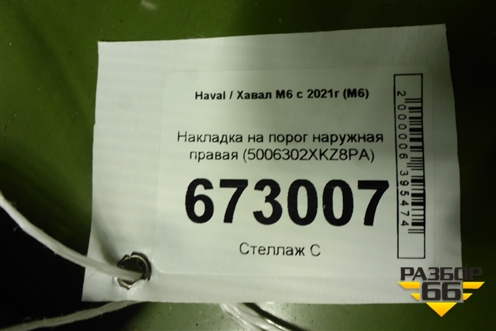 Haval / Хавал М6 с 2021г (М6)
Накладка на порог наружная
правая (5006302XKZ8PA)
673007
Стеллаж С
2000006395474
РАЗБОР
66